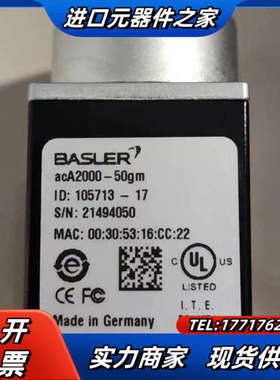 进口元器件之家
BASLER
acA2000-50gm
ID: 105713 - 17
S/N: 21494050
MAC: 00:30:53:16:CC:22
C UL US
LISTED
I. T. E.
FC CE
Made in Germany
开票
TEL:1771762
实力商家 现货供